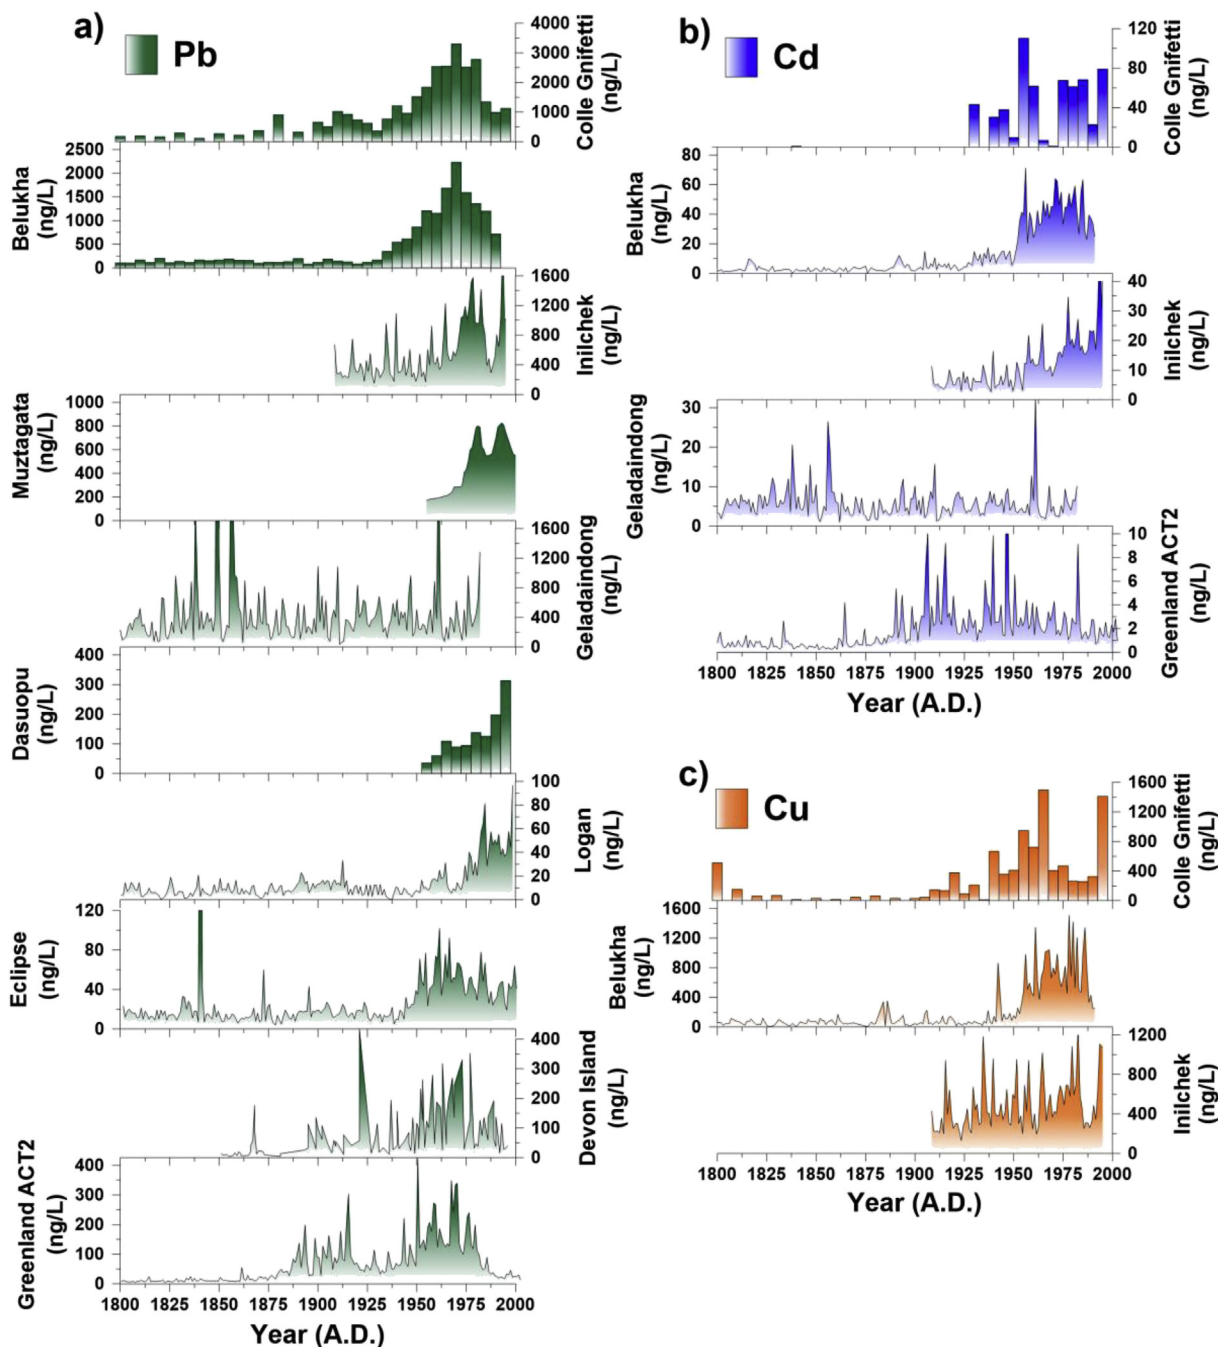 a)
Pb
4000
3000
2000
1000
0
Colle Gnifetti
(ng/L)
2500
2000
1500
1000
500
0
Belukha
(ng/L)
1600
1200
800
400
0
Inilchek
(ng/L)
1000
800
600
400
200
0
Muztagata
(ng/L)
1600
1200
800
400
0
Geladaindong
(ng/L)
400
300
200
100
0
Dasuopu
(ng/L)
100
80
60
40
20
0
Logan
(ng/L)
120
80
40
0
Eclipse
(ng/L)
400
300
200
100
0
Devon Island
(ng/L)
400
300
200
100
0
Greenland ACT2
(ng/L)
1800 1825 1850 1875 1900 1925 1950 1975 2000
Year (A.D.)
b)
Cd
120
80
40
0
Colle Gnifetti
(ng/L)
80
60
40
20
0
Belukha
(ng/L)
40
30
20
10
0
Inilchek
(ng/L)
30
20
10
0
Geladaindong
(ng/L)
10
8
6
4
2
0
Greenland ACT2
(ng/L)
1800 1825 1850 1875 1900 1925 1950 1975 2000
Year (A.D.)
c)
Cu
1600
1200
800
400
0
Colle Gnifetti
(ng/L)
1600
1200
800
400
0
Belukha
(ng/L)
1200
800
400
0
Inilchek
(ng/L)
1800 1825 1850 1875 1900 1925 1950 1975 2000
Year (A.D.)